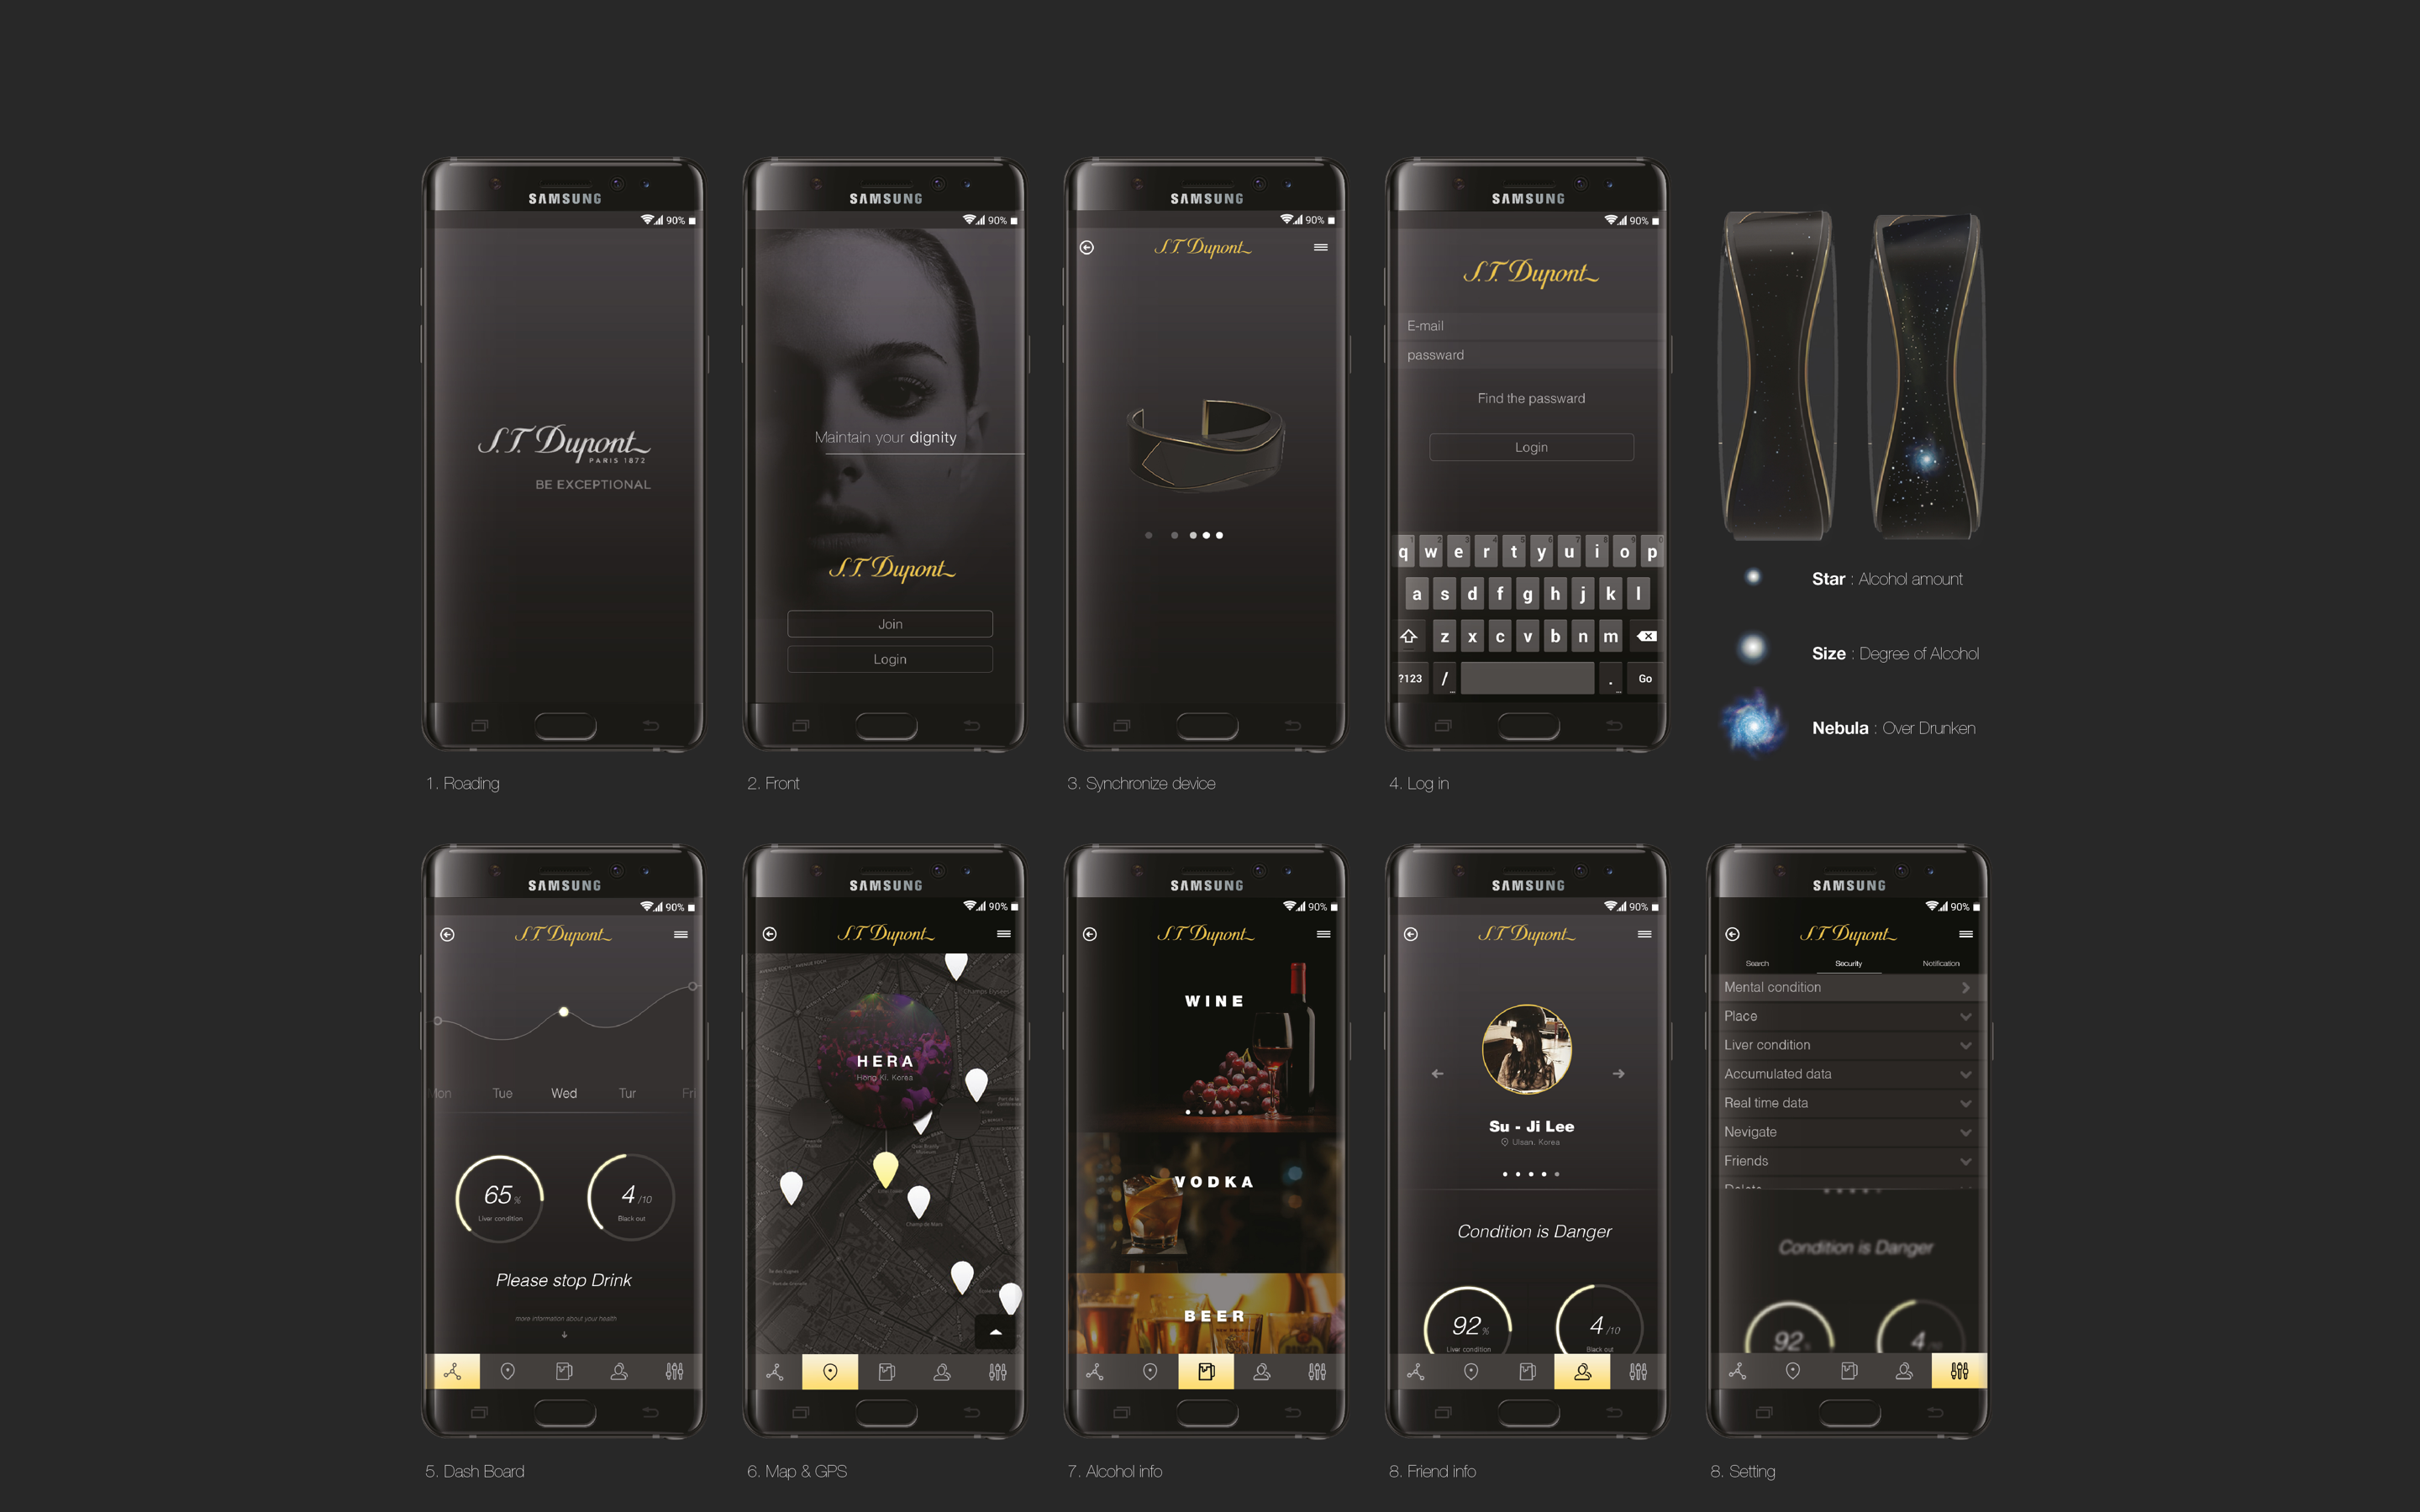 SAMSUNG
90%
S.T. Dupont
PARIS 1872
BE EXCEPTIONAL
1. Roading
SAMSUNG
90%
Maintain your dignity
S.T. Dupont
Join
Login
2. Front
SAMSUNG
90%
S.T. Dupont
3. Synchronize device
SAMSUNG
90%
S.T. Dupont
E-mail
passward
Find the passward
Login
q w e r t y u i o p
a s d f g h j k l
z x c v b n m
?123 / . Go
4. Log in
Star : Alcohol amount
Size : Degree of Alcohol
Nebula : Over Drunken
SAMSUNG
90%
S.T. Dupont
Mon Tue Wed Tur Fri
65 % 4 /10
Liver condition Black out
Please stop Drink
more information about your health
5. Dash Board
SAMSUNG
90%
S.T. Dupont
HERA
Hong Ki, Korea
Champ de Mars
6. Map & GPS
SAMSUNG
90%
S.T. Dupont
WINE
VODKA
BEER
7. Alcohol info
SAMSUNG
90%
S.T. Dupont
Su - Ji Lee
Ulsan, Korea
Condition is Danger
92 % 4 /10
Liver condition Black out
8. Friend info
SAMSUNG
90%
S.T. Dupont
Search Security Notification
Mental condition
Place
Liver condition
Accumulated data
Real time data
Nevigate
Friends
Delete
Condition is Danger
92 % 4
8. Setting